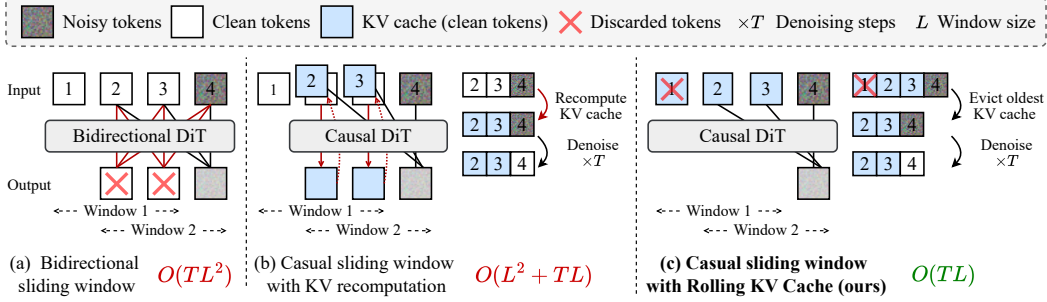 Noisy tokens Clean tokens KV cache (clean tokens) Discarded tokens ×T Denoising steps L Window size
Input 1 2 3 4
Bidirectional DiT
Output
Window 1
Window 2
(a) Bidirectional
sliding window
O(TL²)
1 2 3 4
Causal DiT
Window 1
Window 2
2 3 4
Recompute
KV cache
2 3 4
Denoise
×T
2 3 4
(b) Casual sliding window
with KV recomputation
O(L² + TL)
1 2 3 4
Causal DiT
Window 1
Window 2
1 2 3 4
Evict oldest
KV cache
2 3 4
Denoise
×T
2 3 4
(c) Casual sliding window
with Rolling KV Cache (ours)
O(TL)